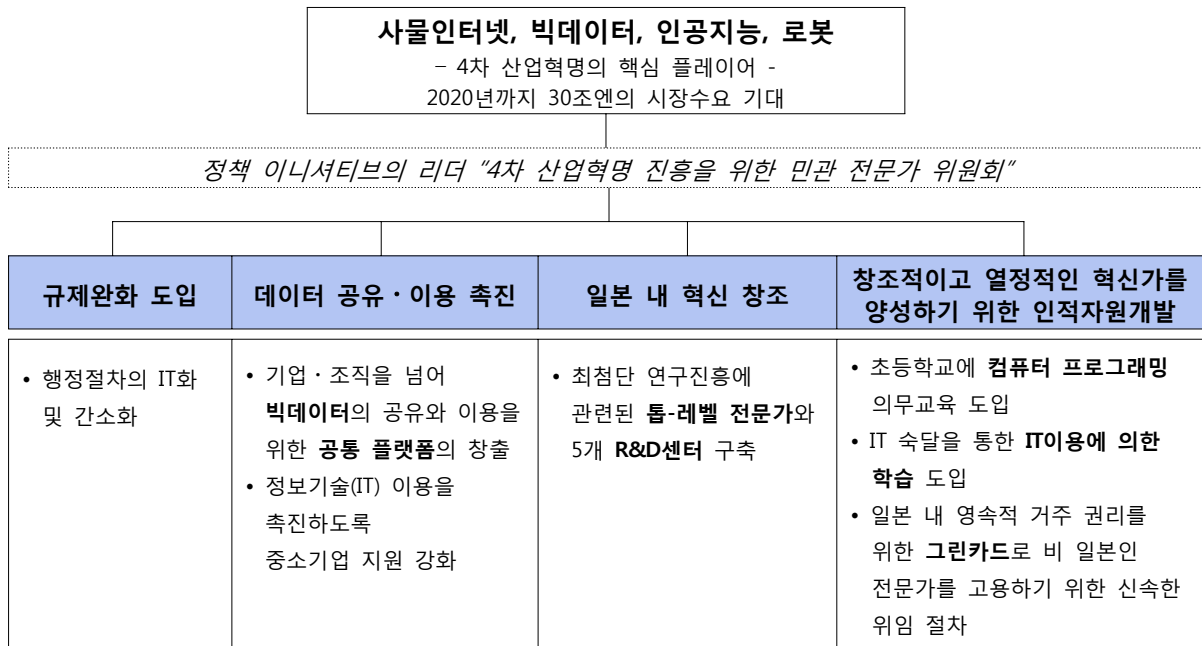 사물인터넷, 빅데이터, 인공지능, 로봇
– 4차 산업혁명의 핵심 플레이어 -
2020년까지 30조엔의 시장수요 기대
정책 이니셔티브의 리더 “4차 산업혁명 진흥을 위한 민관 전문가 위원회”
규제완화 도입
• 행정절차의 IT화
및 간소화
데이터 공유・이용 촉진
• 기업・조직을 넘어
빅데이터의 공유와 이용을
위한 공통 플랫폼의 창출
• 정보기술(IT) 이용을
촉진하도록
중소기업 지원 강화
일본 내 혁신 창조
• 최첨단 연구진흥에
관련된 톱-레벨 전문가와
5개 R&D센터 구축
창조적이고 열정적인 혁신가를
양성하기 위한 인적자원개발
• 초등학교에 컴퓨터 프로그래밍
의무교육 도입
• IT 숙달을 통한 IT이용에 의한
학습 도입
• 일본 내 영속적 거주 권리를
위한 그린카드로 비 일본인
전문가를 고용하기 위한 신속한
위임 절차